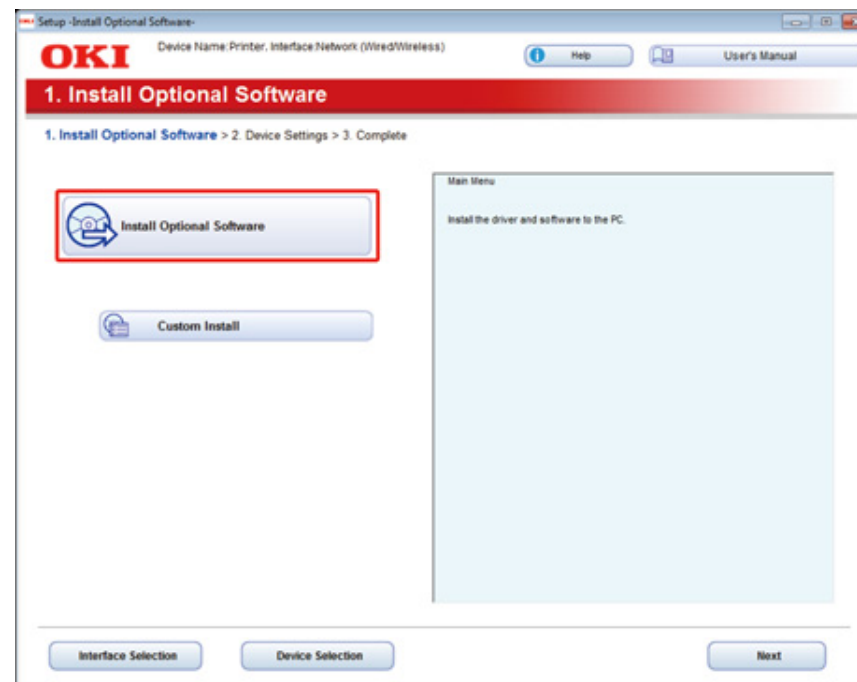 Setup -Install Optional Software-
OKI
Device Name:Printer, Interface:Network (Wired/Wireless)
Help
User's Manual
1. Install Optional Software
1. Install Optional Software > 2. Device Settings > 3. Complete
Main Menu
Install Optional Software
Install the driver and software to the PC.
Custom Install
Interface Selection
Device Selection
Next